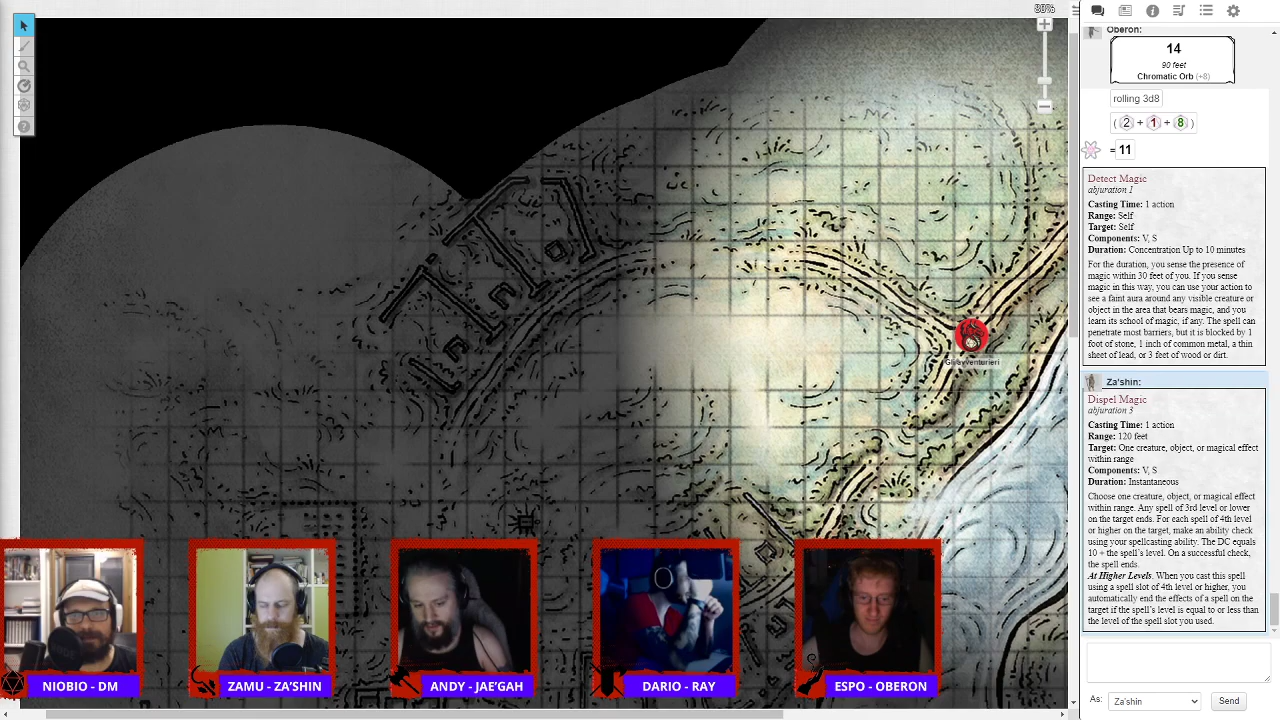 88%
Oberon:
14
90 feet
Chromatic Orb (+8)
rolling 3d8
(2+1+8)
=11
Detect Magic
abjuration 1
Casting Time: 1 action
Range: Self
Target: Self
Components: V, S
Duration: Concentration Up to 10 minutes
For the duration, you sense the presence of
magic within 30 feet of you. If you sense
magic in this way, you can use your action to
see a faint aura around any visible creature or
object in the area that bears magic, and you
learn its school of magic, if any. The spell can
penetrate most barriers, but it is blocked by 1
foot of stone, 1 inch of common metal, a thin
sheet of lead, or 3 feet of wood or dirt.
Za'shin:
Dispel Magic
abjuration 3
Casting Time: 1 action
Range: 120 feet
Target: One creature, object, or magical effect
within range
Components: V, S
Duration: Instantaneous
Choose one creature, object, or magical effect
within range. Any spell of 3rd level or lower
on the target ends. For each spell of 4th level
or higher on the target, make an ability check
using your spellcasting ability. The DC equals
10 + the spell's level. On a successful check,
the spell ends.
At Higher Levels. When you cast this spell
using a spell slot of 4th level or higher, you
automatically end the effects of a spell on the
target if the spell's level is equal to or less than
the level of the spell slot you used.
As:
Za'shin
Send
Gli avventurieri
NIOBIO - DM
ZAMU - ZA'SHIN
ANDY - JAE'GAH
DARIO - RAY
ESPO - OBERON